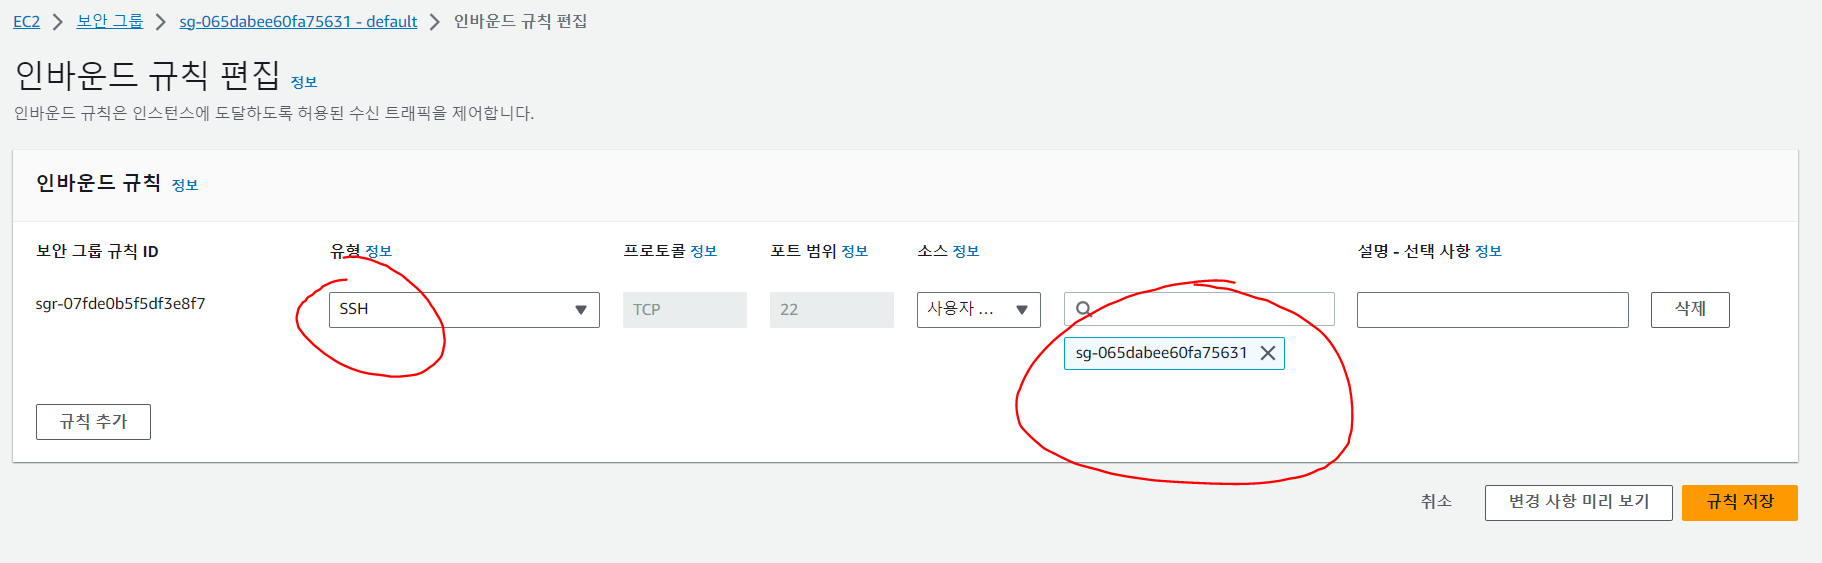 EC2 > 보안 그룹 > sg-065dabee60fa75631 - default > 인바운드 규칙 편집
인바운드 규칙 편집 정보
인바운드 규칙은 인스턴스에 도달하도록 허용된 수신 트래픽을 제어합니다.
인바운드 규칙 정보
보안 그룹 규칙 ID 유형 정보 프로토콜 정보 포트 범위 정보 소스 정보 설명 - 선택 사항 정보
sgr-07fde0b5f5df3e8f7 SSH TCP 22 사용자 ... 삭제
sg-065dabee60fa75631
규칙 추가
취소 변경 사항 미리 보기 규칙 저장